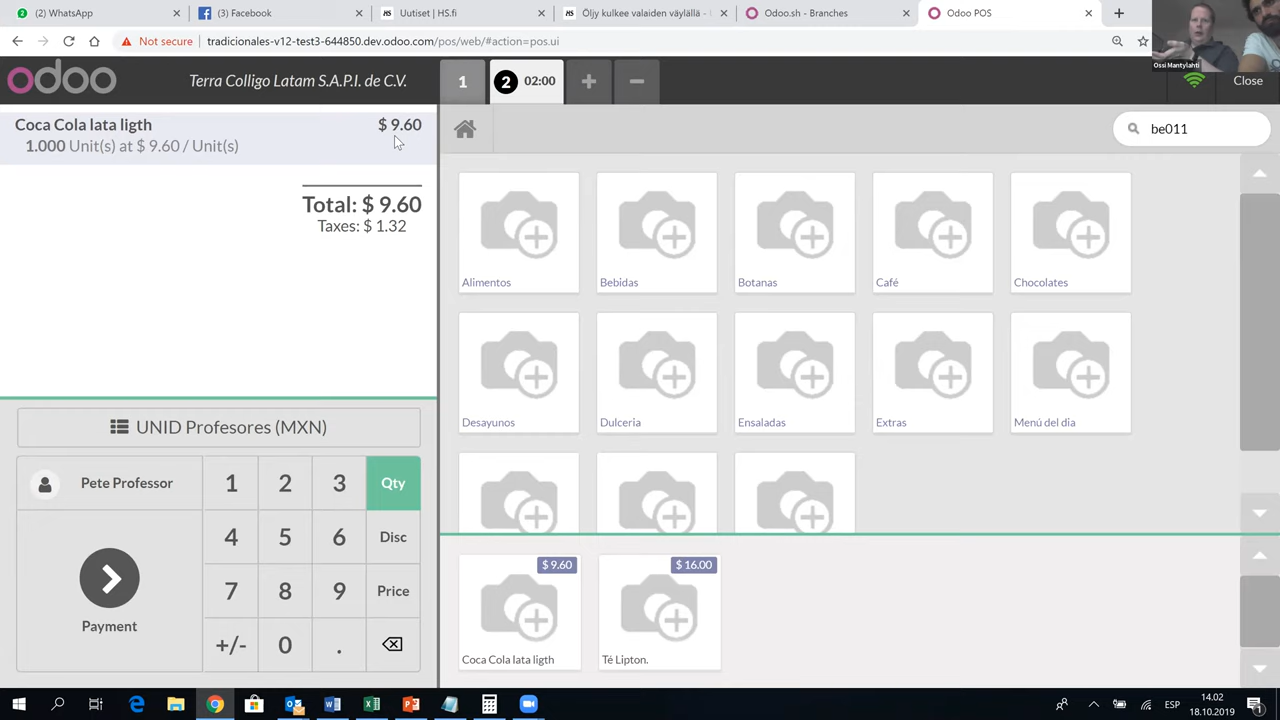 (2) WhatsApp
(3) Facebook
Uutiset | HS.fi
Öljy kulkee valaiden väylällä -
Odoo.sh - Branches
Odoo POS
Not secure
tradicionales-v12-test3-644850.dev.odoo.com/pos/web/#action=pos.ui
Ossi Mantylahti
odoo
Terra Colligo Latam S.A.P.I. de C.V.
1
2 02:00
Close
Coca Cola lata ligth
$ 9.60
1.000 Unit(s) at $ 9.60 / Unit(s)
be011
Total: $ 9.60
Taxes: $ 1.32
Alimentos
Bebidas
Botanas
Café
Chocolates
Desayunos
Dulceria
Ensaladas
Extras
Menú del dia
UNID Profesores (MXN)
Pete Professor
1 2 3 Qty
4 5 6 Disc
7 8 9 Price
+/- 0 .
Payment
$ 9.60
$ 16.00
Coca Cola lata ligth
Té Lipton.
ESP
14.02
18.10.2019